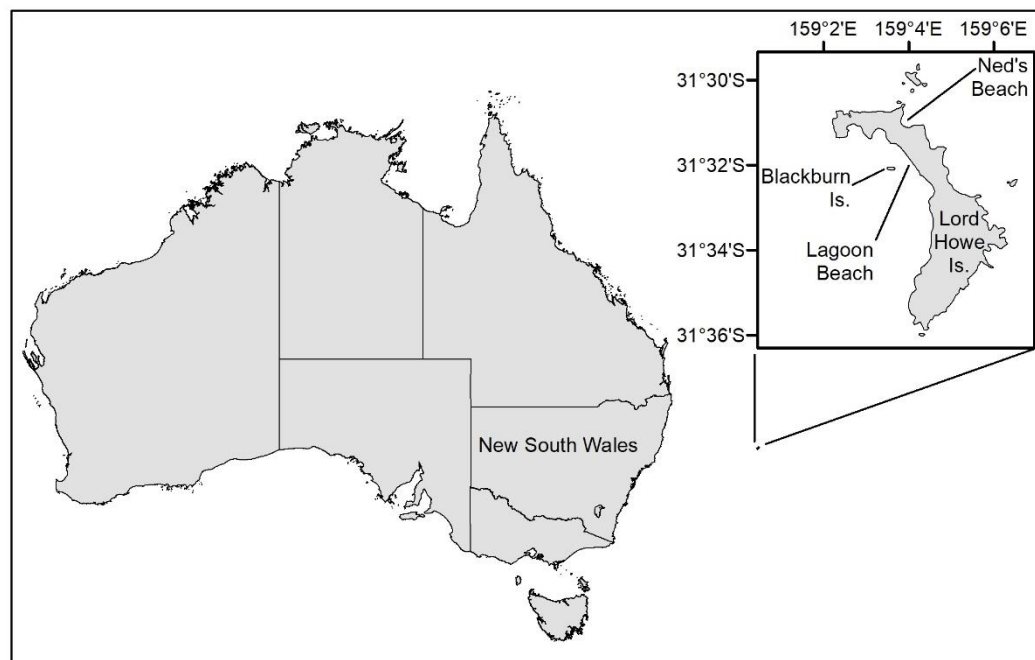 159°2'E 159°4'E 159°6'E
31°30'S
31°32'S
31°34'S
31°36'S
Ned's
Beach
Blackburn
Is.
Lagoon
Beach
Lord
Howe
Is.
New South Wales